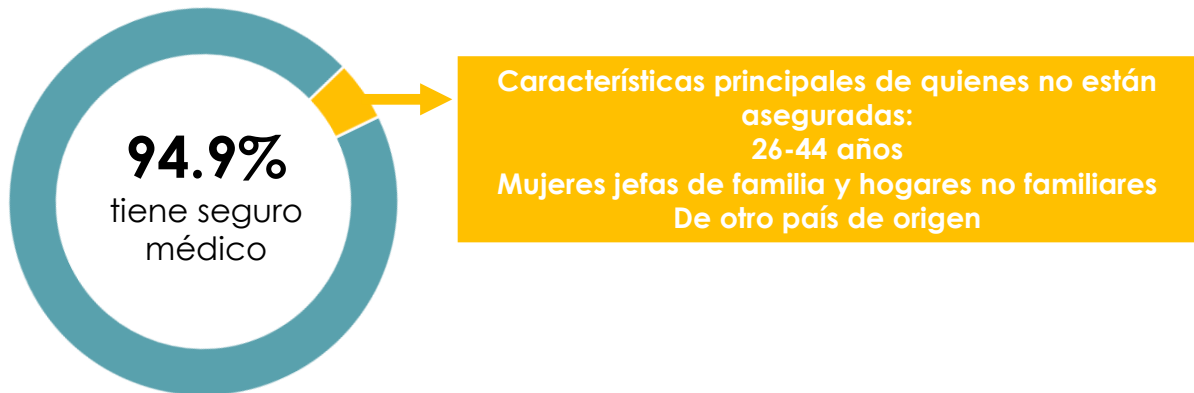 94.9%
tiene seguro
médico
Características principales de quienes no están
aseguradas:
26-44 años
Mujeres jefas de familia y hogares no familiares
De otro país de origen